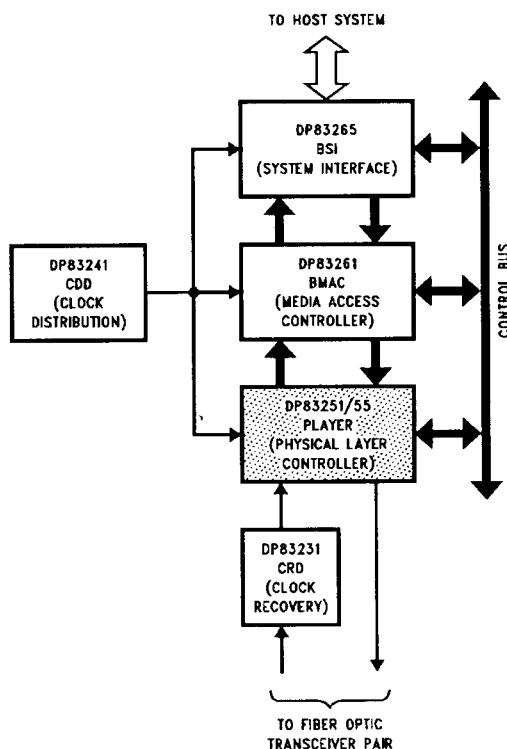 TO HOST SYSTEM
DP83265
BSI
(SYSTEM INTERFACE)
DP83241
CDD
(CLOCK
DISTRIBUTION)
DP83261
BMAC
(MEDIA ACCESS
CONTROLLER)
CONTROL BUS
DP83251/55
PLAYER
(PHYSICAL LAYER
CONTROLLER)
DP83231
CRD
(CLOCK
RECOVERY)
TO FIBER OPTIC
TRANSCEIVER PAIR